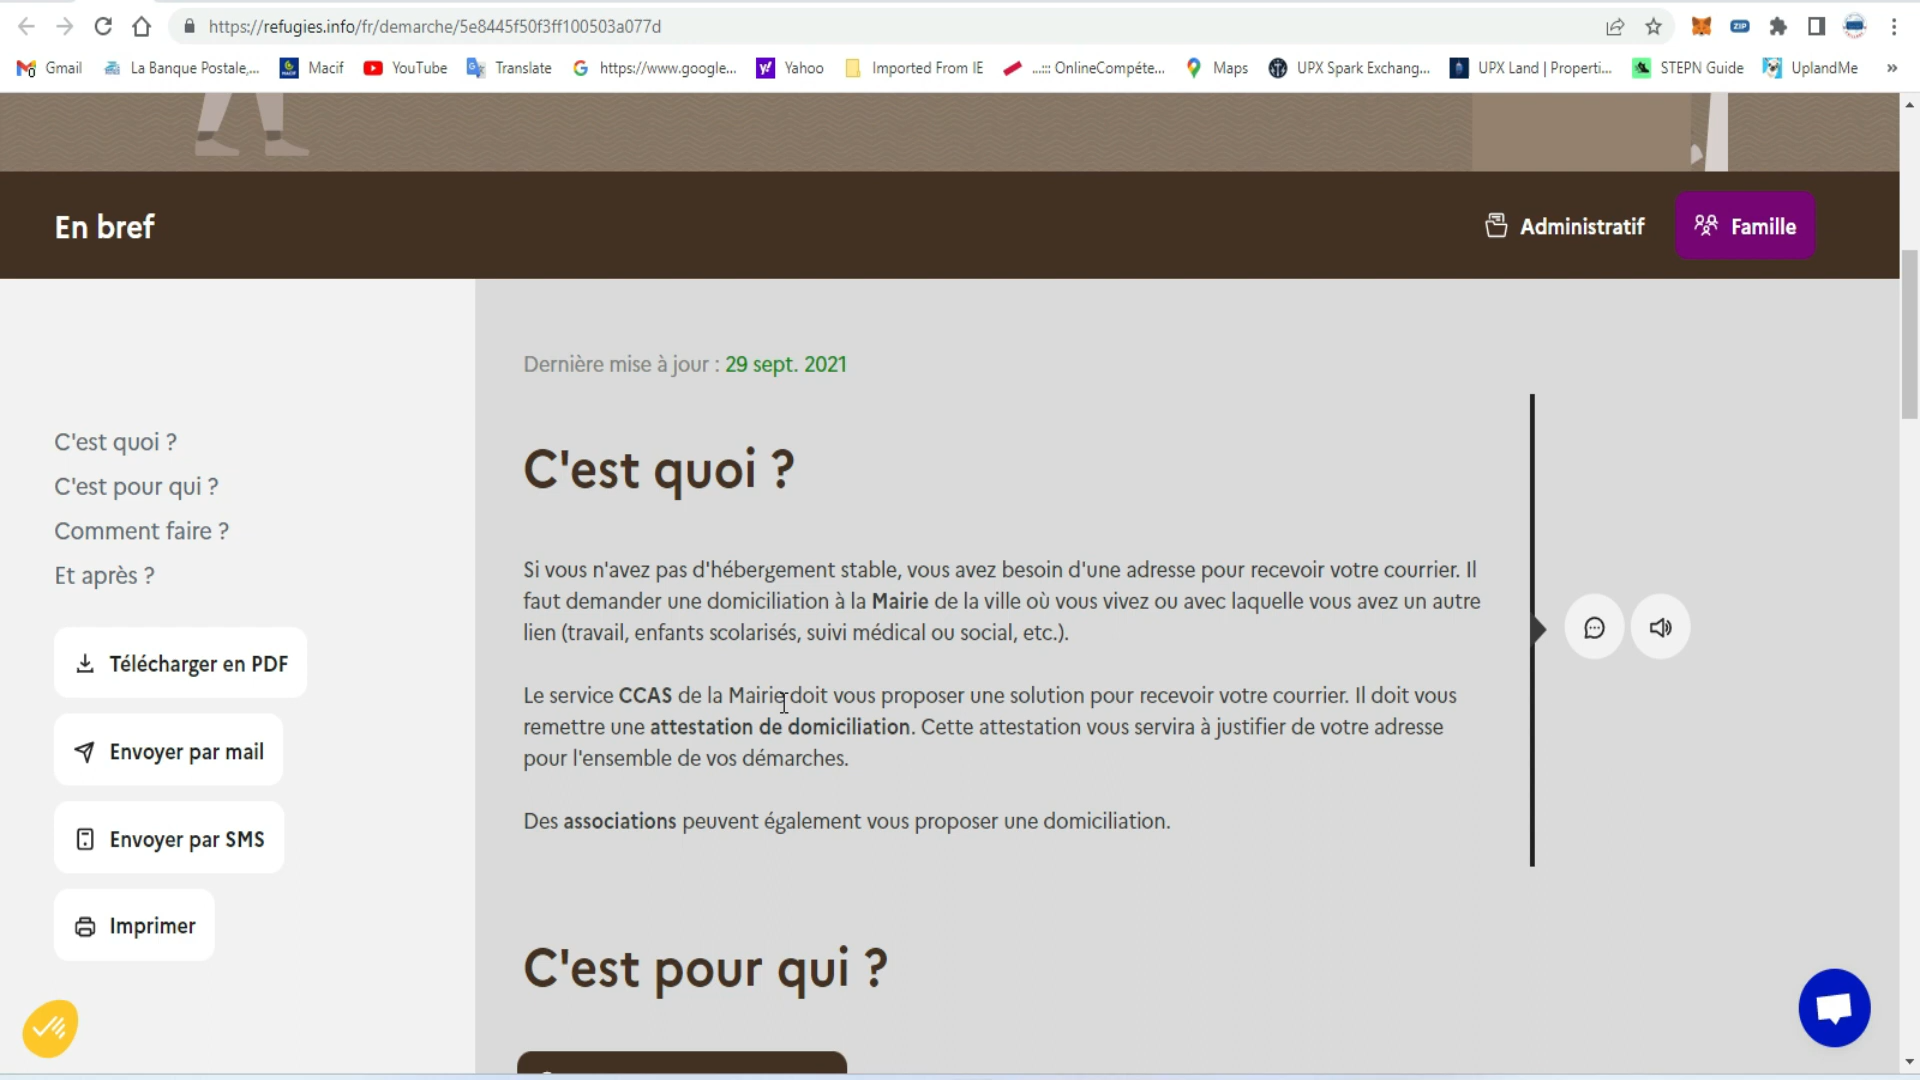 https://refugies.info/fr/demarche/5e8445f50f3ff100503a077d
ZIP
Gmail
La Banque Postale,...
Macif
YouTube
Translate
https://www.google...
Yahoo
Imported From IE
...::: OnlineCompéte...
Maps
UPX Spark Exchang...
UPX Land | Properti...
STEPN Guide
UplandMe
»
En bref
Administratif
Famille
Dernière mise à jour : 29 sept. 2021
C'est quoi ?
C'est pour qui ?
Comment faire ?
Et après ?
Télécharger en PDF
Envoyer par mail
Envoyer par SMS
Imprimer
C'est quoi ?
Si vous n'avez pas d'hébergement stable, vous avez besoin d'une adresse pour recevoir votre courrier. Il
faut demander une domiciliation à la Mairie de la ville où vous vivez ou avec laquelle vous avez un autre
lien (travail, enfants scolarisés, suivi médical ou social, etc.).
Le service CCAS de la Mairie doit vous proposer une solution pour recevoir votre courrier. Il doit vous
remettre une attestation de domiciliation. Cette attestation vous servira à justifier de votre adresse
pour l'ensemble de vos démarches.
Des associations peuvent également vous proposer une domiciliation.
C'est pour qui ?